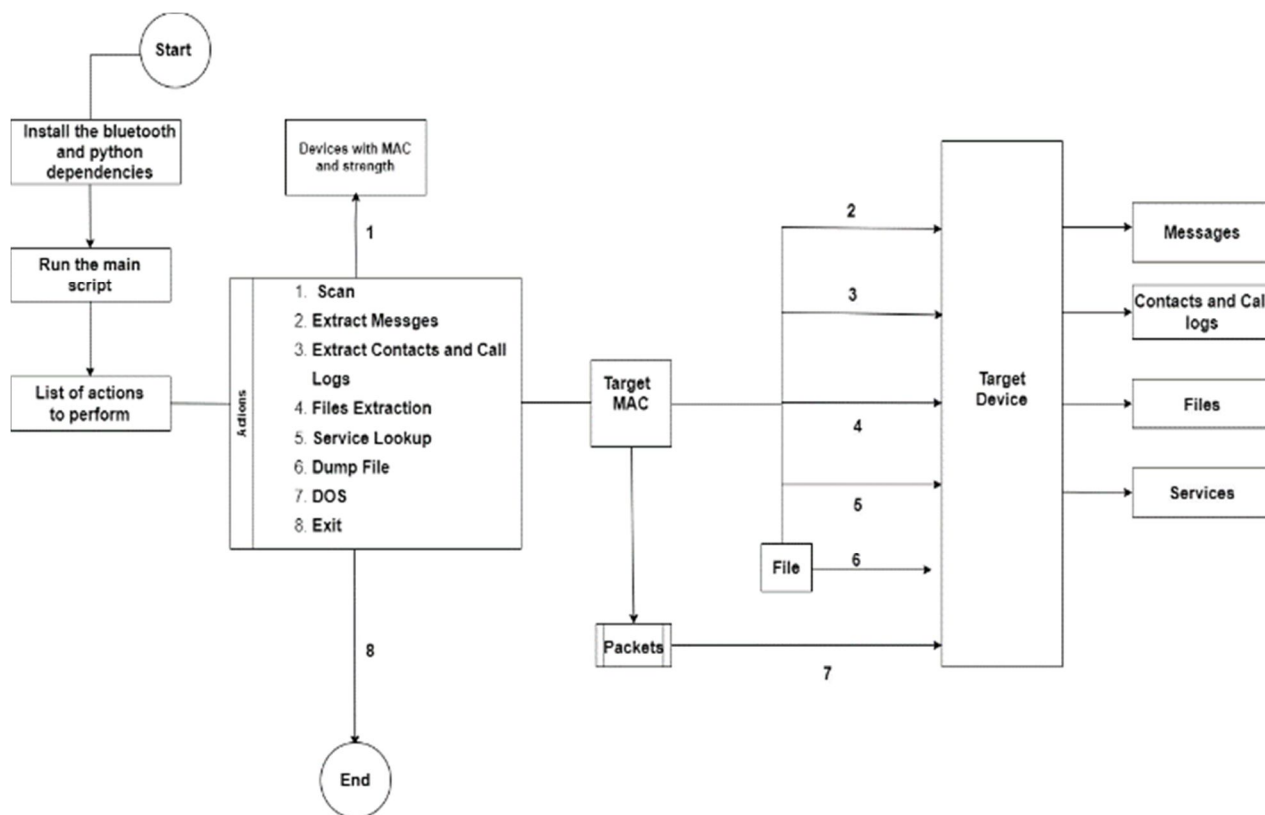 Start
Install the bluetooth
and python
dependencies
Run the main
script
List of actions
to perform
Devices with MAC
and strength
1
Actions
1. Scan
2. Extract Messges
3. Extract Contacts and Call
Logs
4. Files Extraction
5. Service Lookup
6. Dump File
7. DOS
8. Exit
8
End
Target
MAC
Packets
File
2
3
4
5
6
7
Target
Device
Messages
Contacts and Call
logs
Files
Services